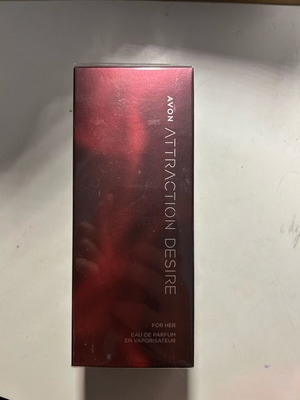 AVON
ATTRACTION DESIRE
FOR HER
EAU DE PARFUM
EN VAPORISATEUR